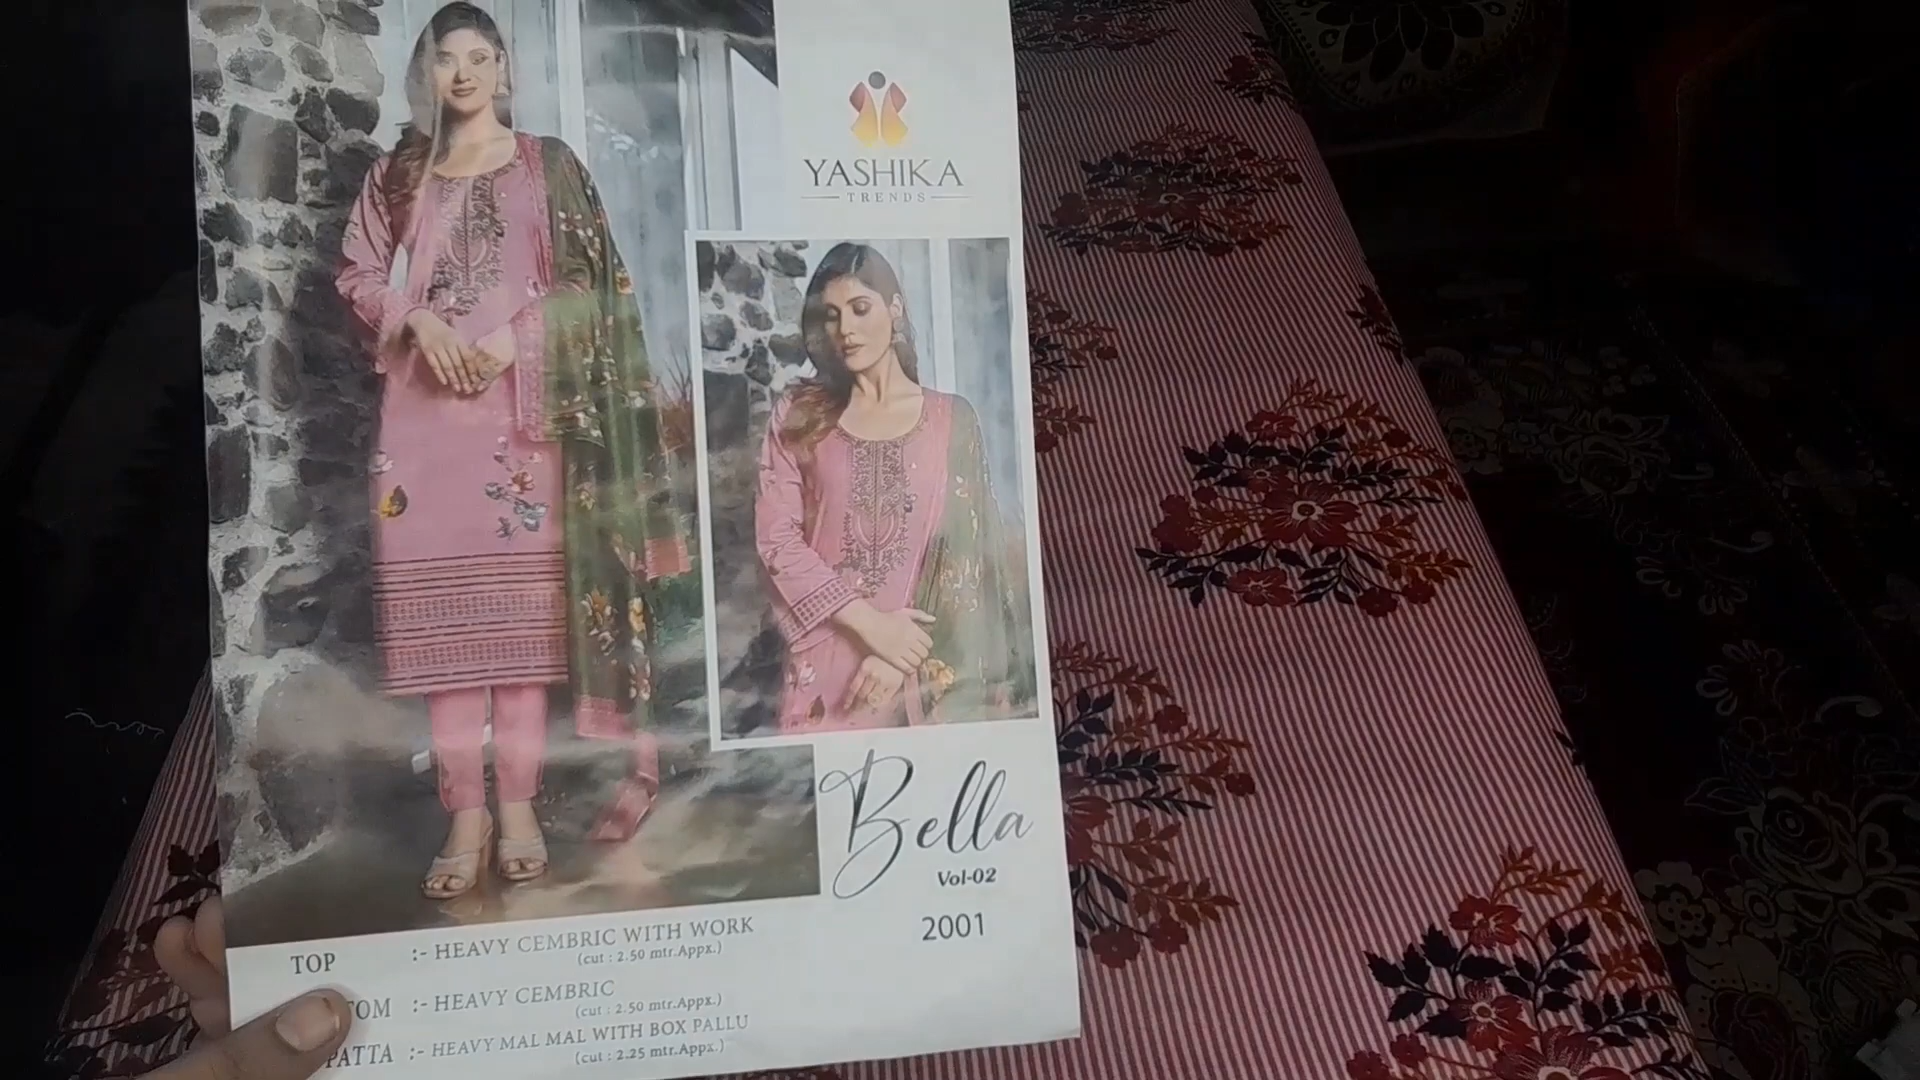 YASHIKA
TRENDS
Bella
Vol-02
2001
TOP :- HEAVY CEMBRIC WITH WORK
(cut : 2.50 mtr.Appx.)
TOM :- HEAVY CEMBRIC
(cut : 2.50 mtr.Appx.)
PATTA :- HEAVY MAL MAL WITH BOX PALLU
(cut : 2.25 mtr.Appx.)